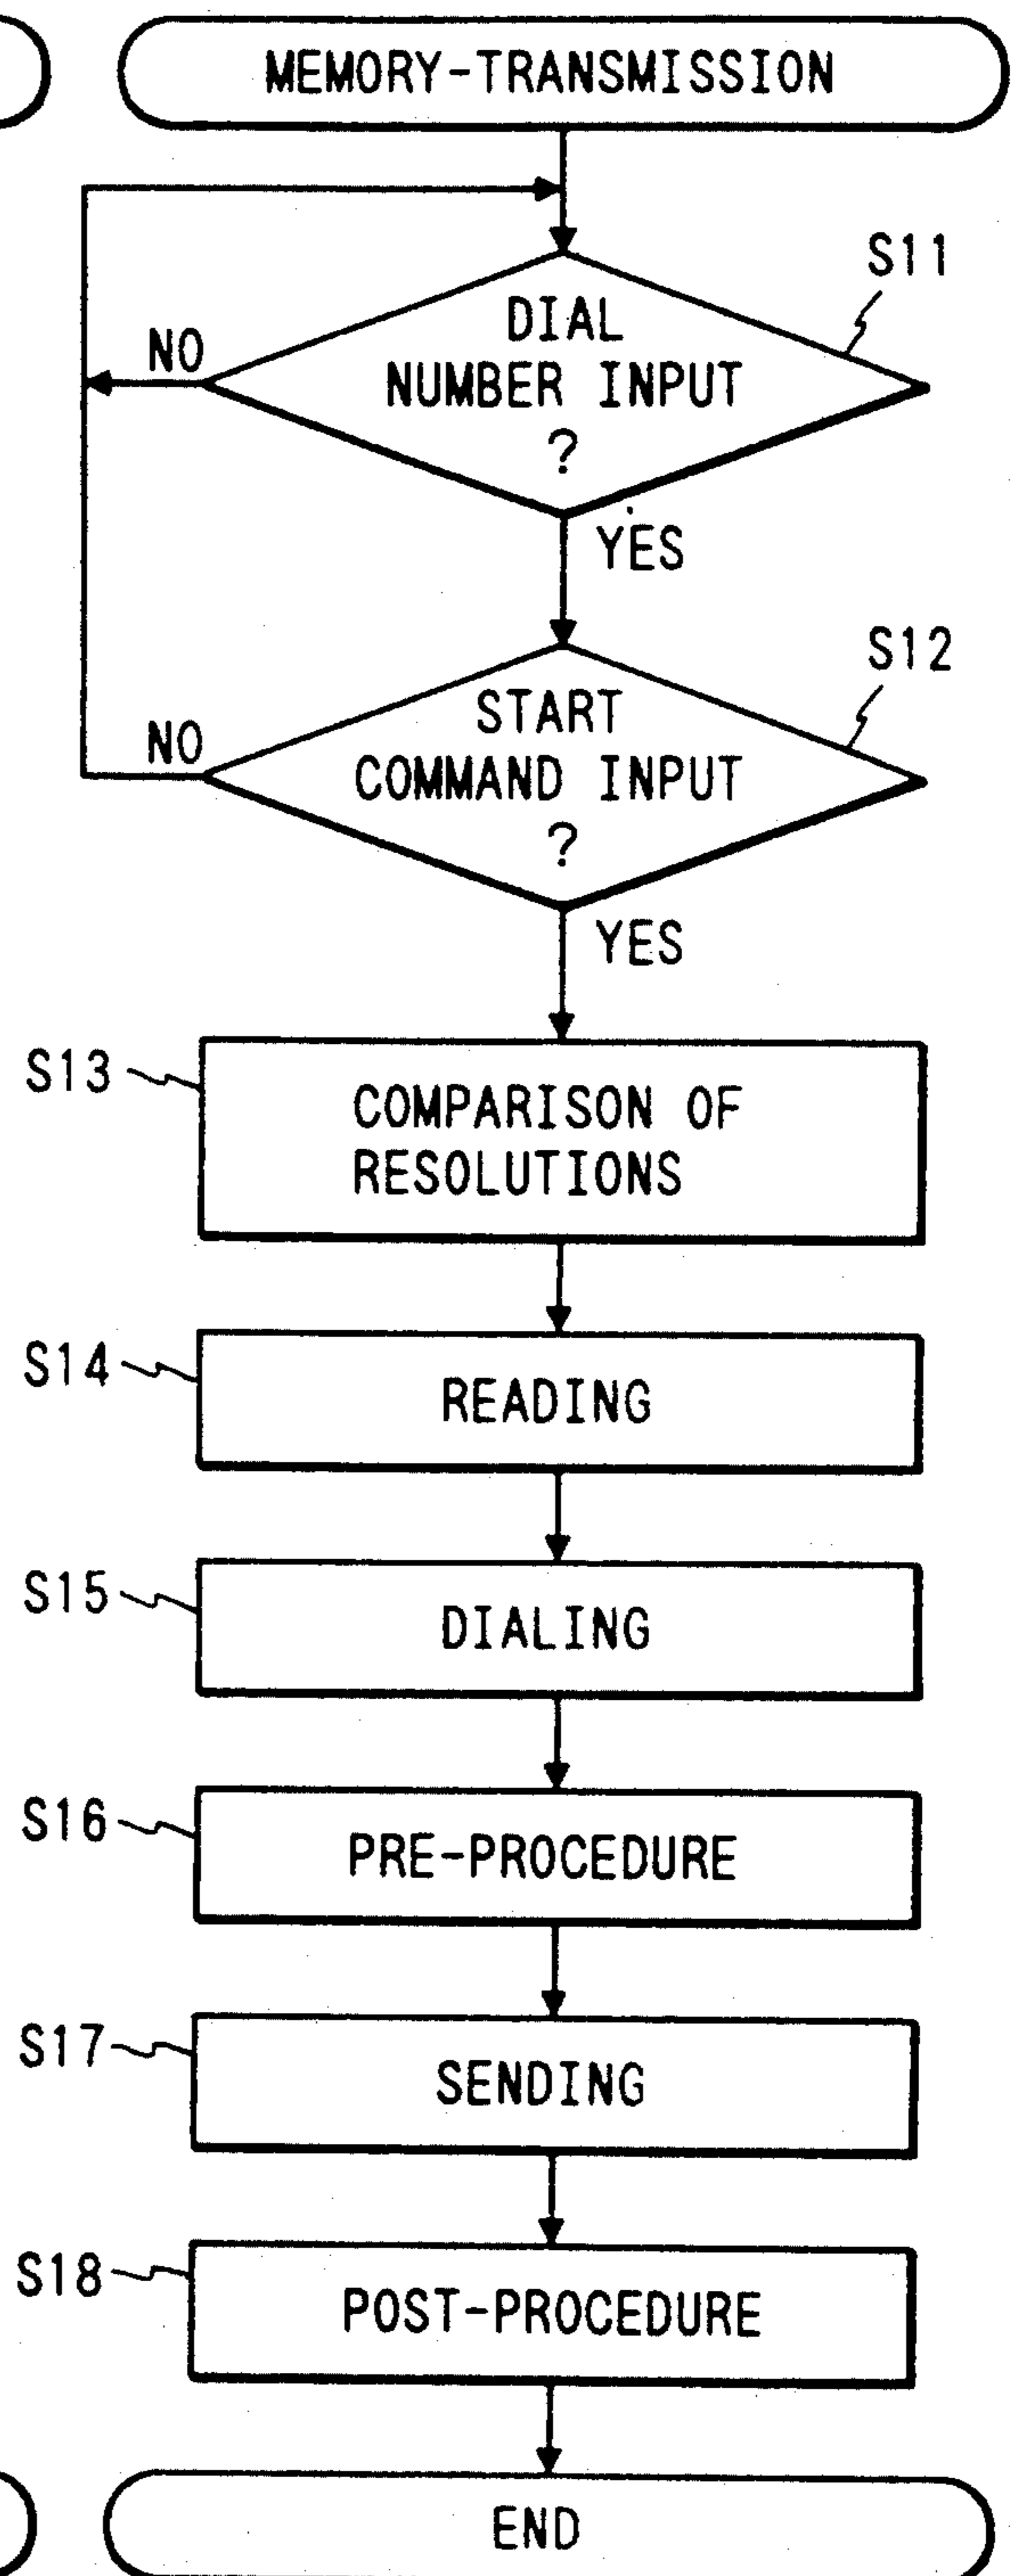 MEMORY-TRANSMISSION
S11
DIAL
NUMBER INPUT
?
NO
YES
S12
START
COMMAND INPUT
?
NO
YES
S13
COMPARISON OF
RESOLUTIONS
S14
READING
S15
DIALING
S16
PRE-PROCEDURE
S17
SENDING
S18
POST-PROCEDURE
END